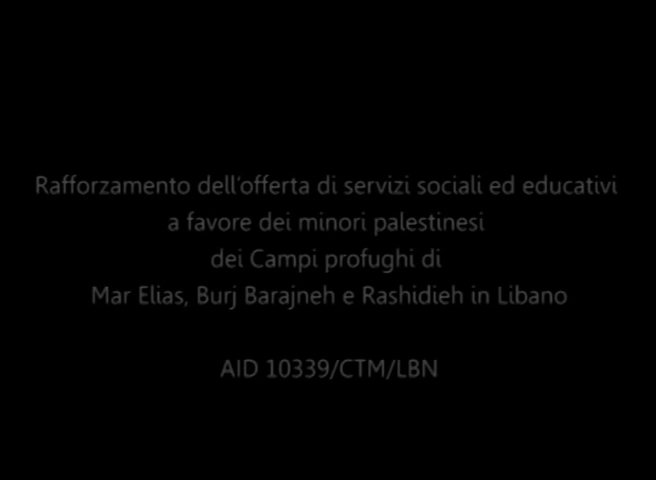 Rafforzamento dell'offerta di servizi sociali ed educativi
a favore dei minori palestinesi
dei Campi profughi di
Mar Elias, Burj Barajneh e Rashidieh in Libano
AID 10339/CTM/LBN